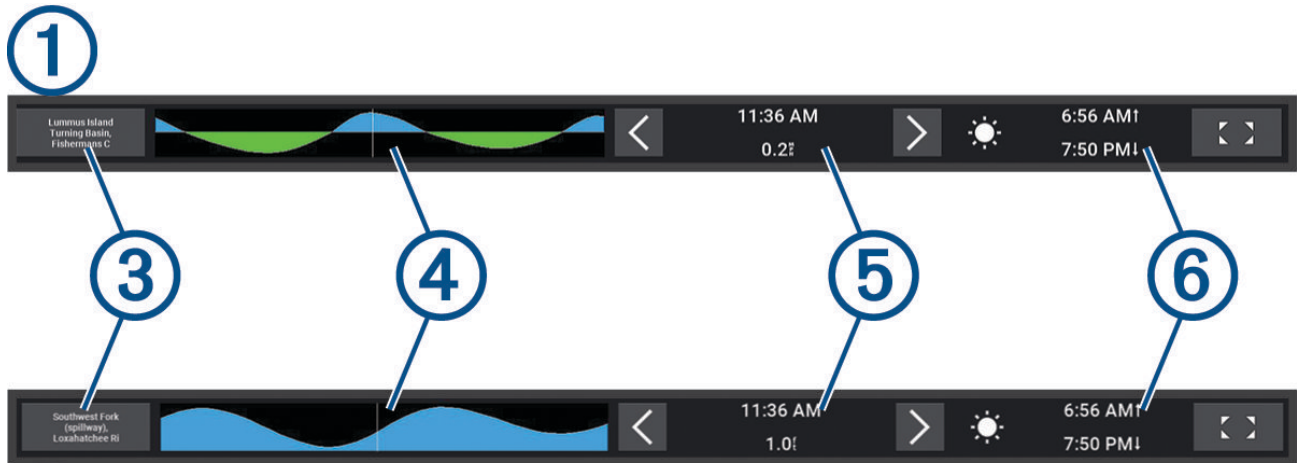 1
Lummus Island
Turning Basin,
Fishermans C
11:36 AM
0.2
6:56 AM↑
7:50 PM↓
3
4
5
6
Southwest Fork
(spillway),
Loxahatchee Ri
11:36 AM
1.0
6:56 AM↑
7:50 PM↓